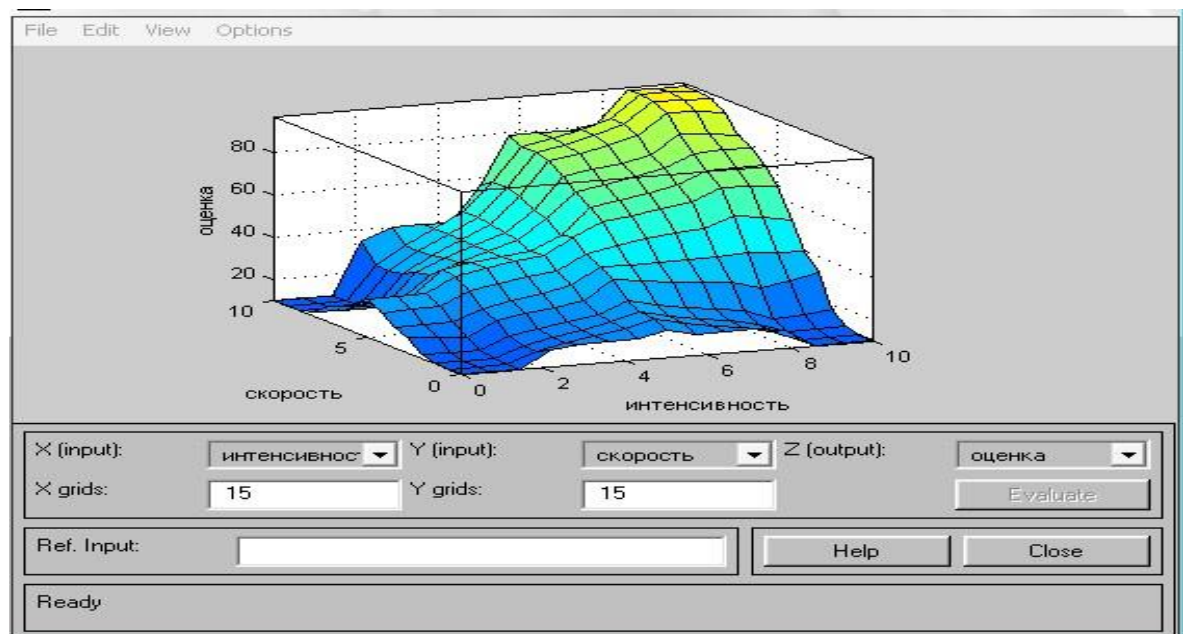 File Edit View Options
80
60
40
20
оценка
10
5
0
скорость
0
2
4
6
8
10
интенсивность
X (input): интенсивнос Y (input): скорость Z (output): оценка
X grids: 15 Y grids: 15 Evaluate
Ref. Input: Help Close
Ready